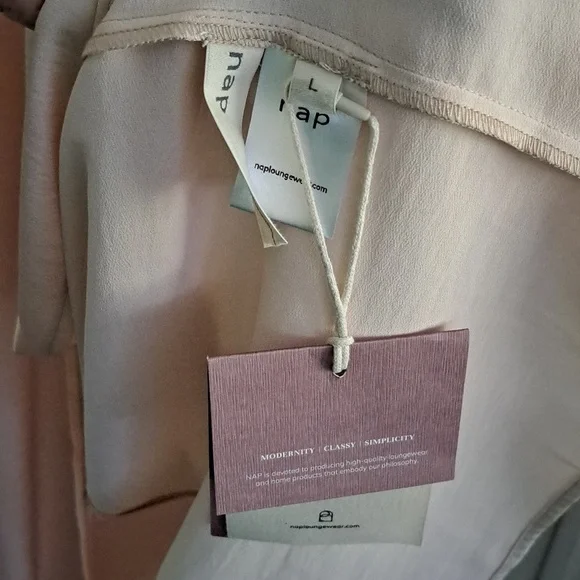 nap
L
nap
naploungewear.com
MODERNITY | CLASSY | SIMPLICITY
NAP is devoted to producing high-quality loungewear
and home products that embody our philosophy.
naploungewear.com